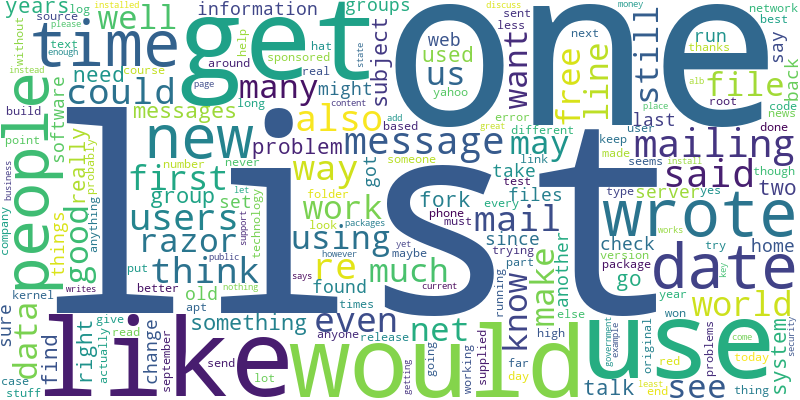 list
one
get
use
like
would
time
people
new
wrote
date
mailing
said
file
line
free
want
us
many
could
well
years
also
message
may
still
mail
way
first
users
razor
think
good
data
really
things
software
need
messages
information
log
source
without
text
enough
please
installed
instead
point
build
course
page
help
around
sponsored
hat
real
long
might
groups
subject
web
used
yahoo
sent
less
discuss
next
thanks
money
network
best
say
run
back
root
code
news
alb
state
place
last
done
user
made
keep
seems
install
though
two
type
yes
server
home
check
version
try
works
package
go
world
year
won
come
today
key
security
system
problems
thing
red
least
end
original
government
example
see
talk
high
else
make
another
know
since
trying
part
running
supplied
far
day
working
going
getting
fork
files
take
test
link
every
phone
must
got
someone
based
add
content
great
error
different
problem
number
never
probably
anything
business
company
group
set
let
support
public
says
nothing
technology
look
folder
packages
however
yet
maybe
current
using
work
re
much
found
times
old
apt
put
better
writes
kernel
sure
case
stuff
find
right
actually
give
read
change
september
send
lot
something
anyone
release
even
net